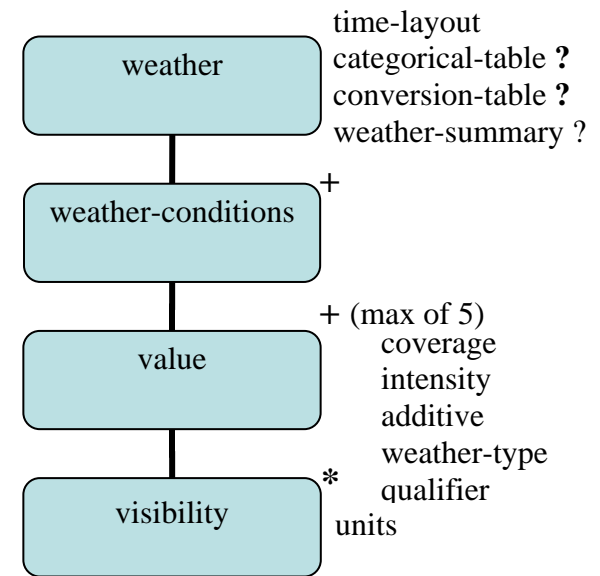 time-layout
weather
categorical-table ?
conversion-table ?
weather-summary ?
+
weather-conditions
+ (max of 5)
value
coverage
intensity
additive
weather-type
* qualifier
visibility
units